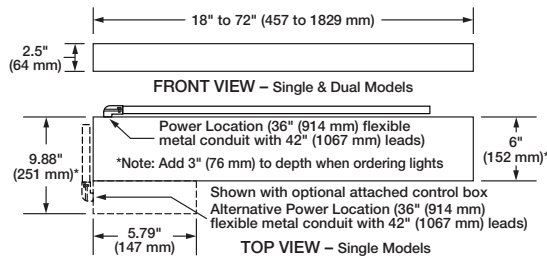 18" to 72" (457 to 1829 mm)
2.5"
(64 mm)
FRONT VIEW – Single & Dual Models
Power Location (36" (914 mm) flexible
metal conduit with 42" (1067 mm) leads)
9.88"
(251 mm)*
*Note: Add 3" (76 mm) to depth when ordering lights
6"
(152 mm)*
Shown with optional attached control box
Alternative Power Location (36" (914 mm)
flexible metal conduit with 42" (1067 mm) leads)
5.79"
(147 mm)
TOP VIEW – Single Models